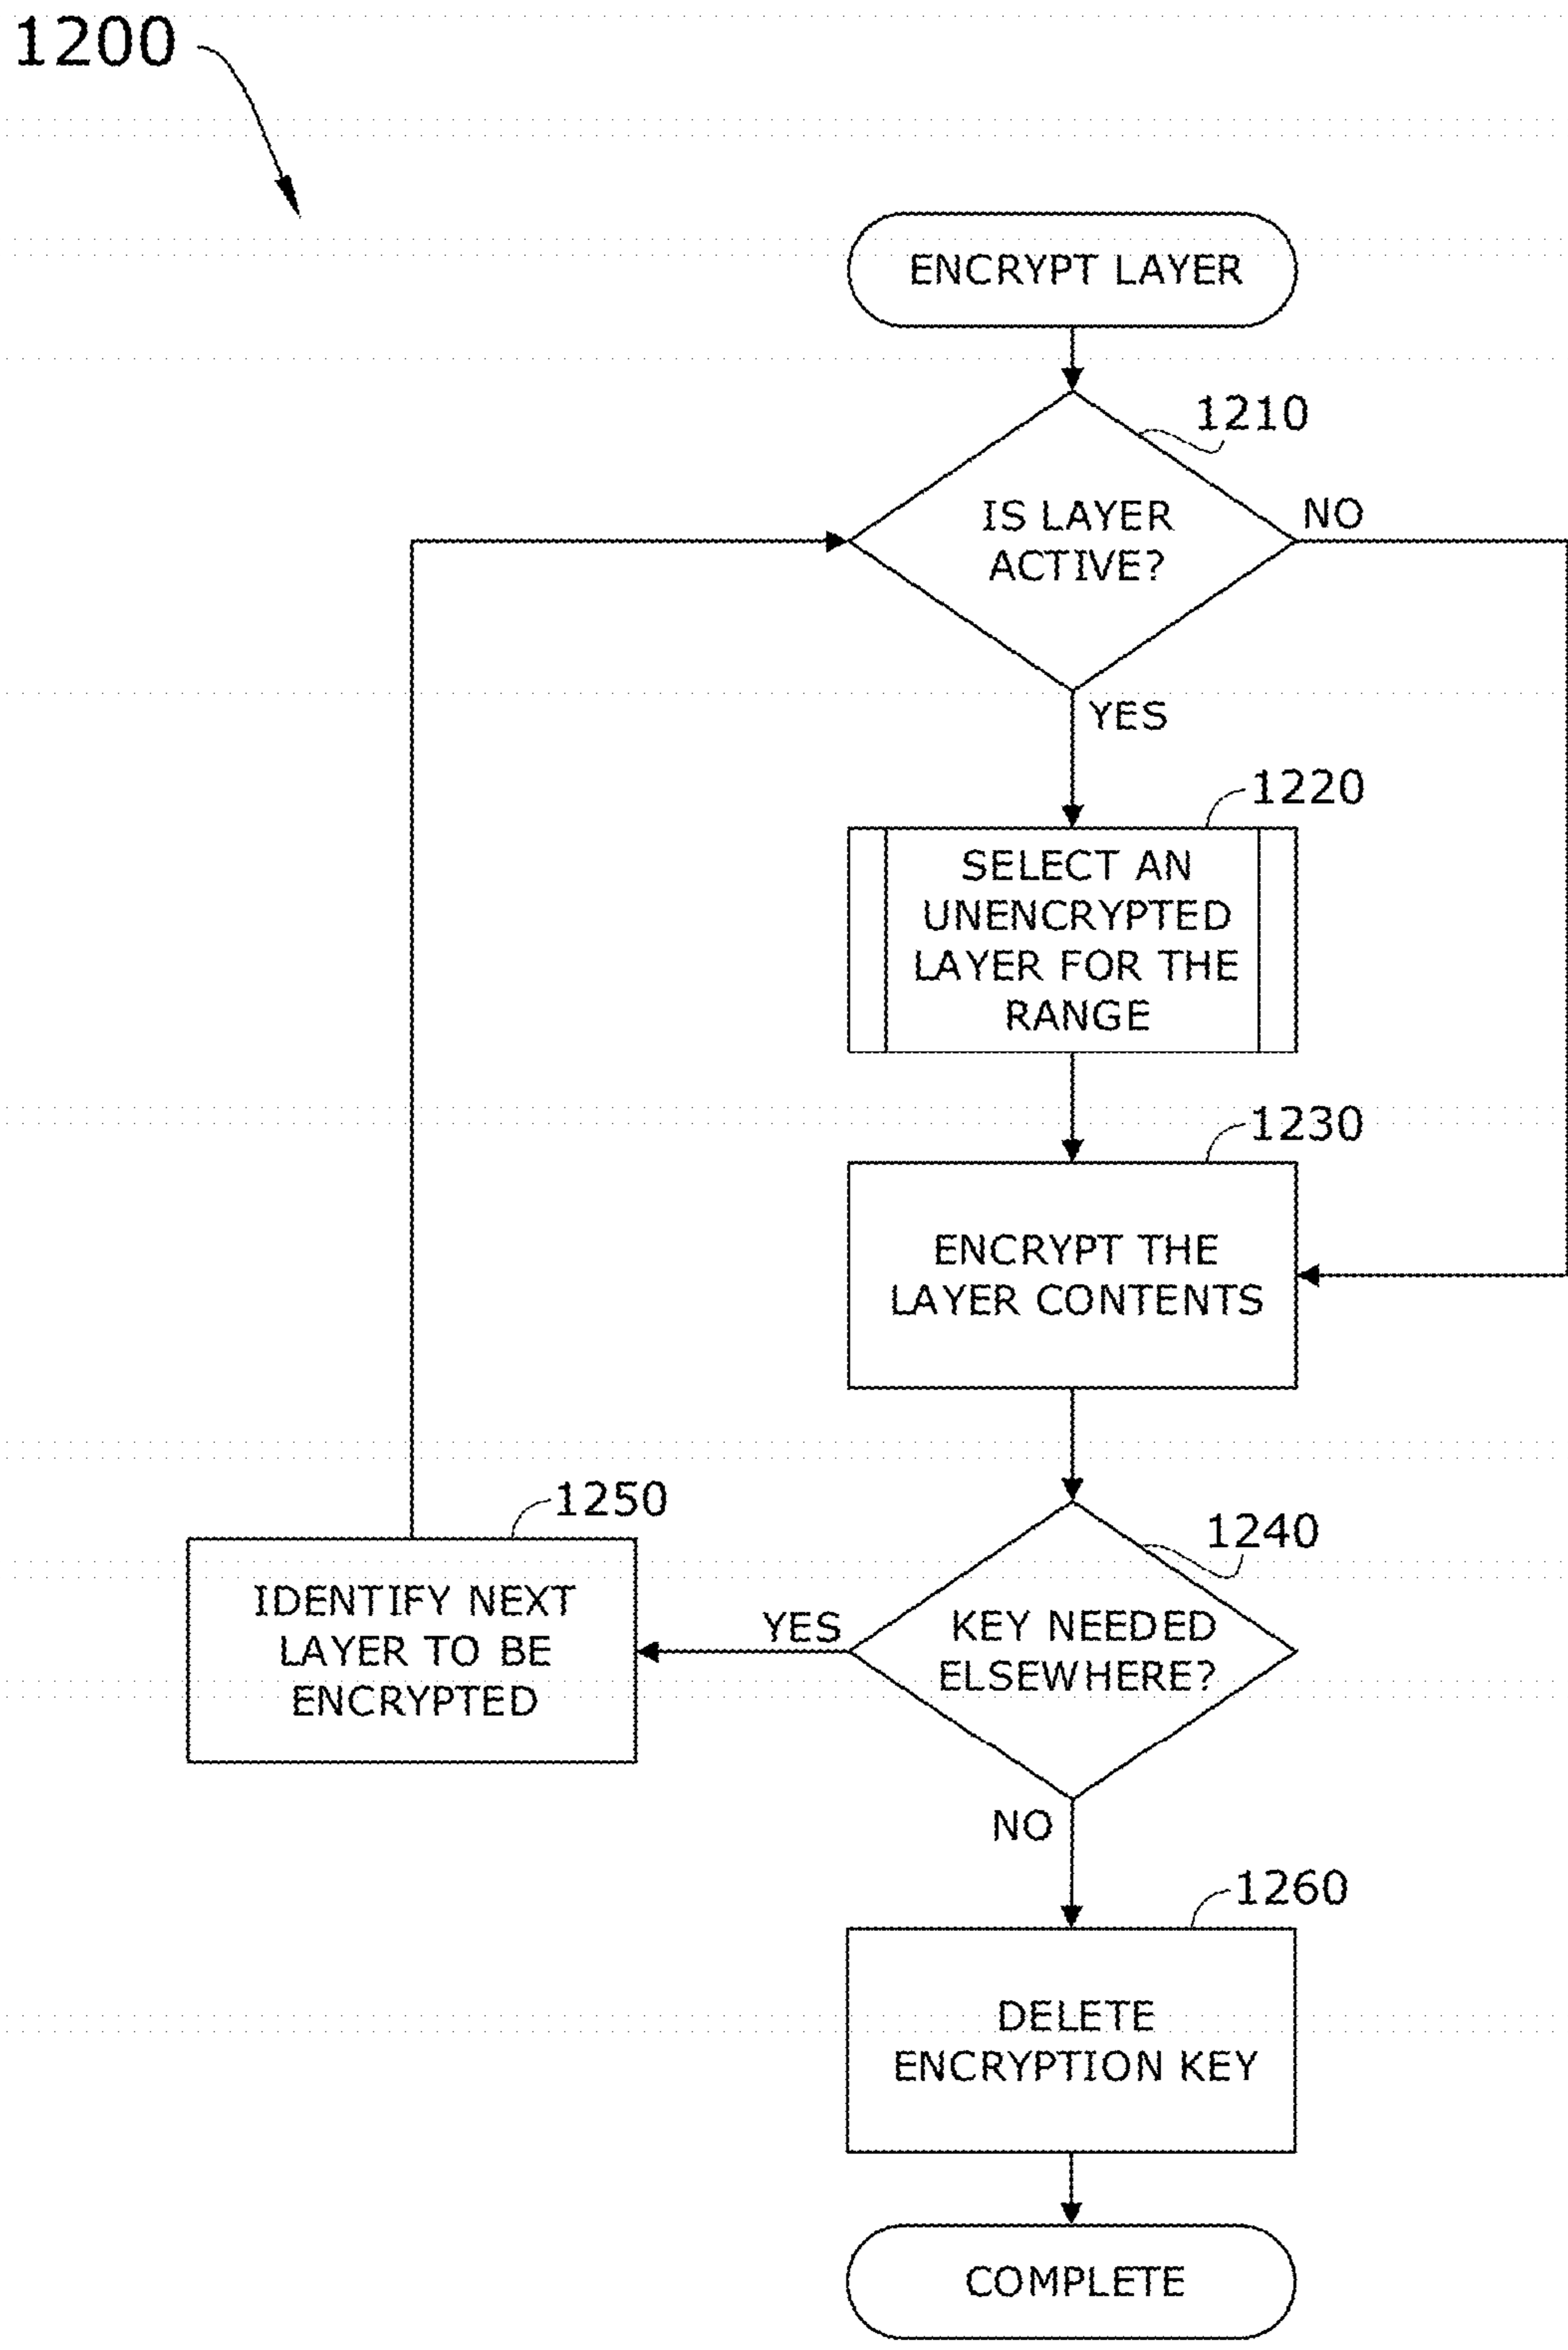 1200
ENCRYPT LAYER
1210
IS LAYER
ACTIVE?
NO
YES
1220
SELECT AN
UNENCRYPTED
LAYER FOR THE
RANGE
1230
ENCRYPT THE
LAYER CONTENTS
1240
KEY NEEDED
ELSEWHERE?
YES
1250
IDENTIFY NEXT
LAYER TO BE
ENCRYPTED
NO
1260
DELETE
ENCRYPTION KEY
COMPLETE